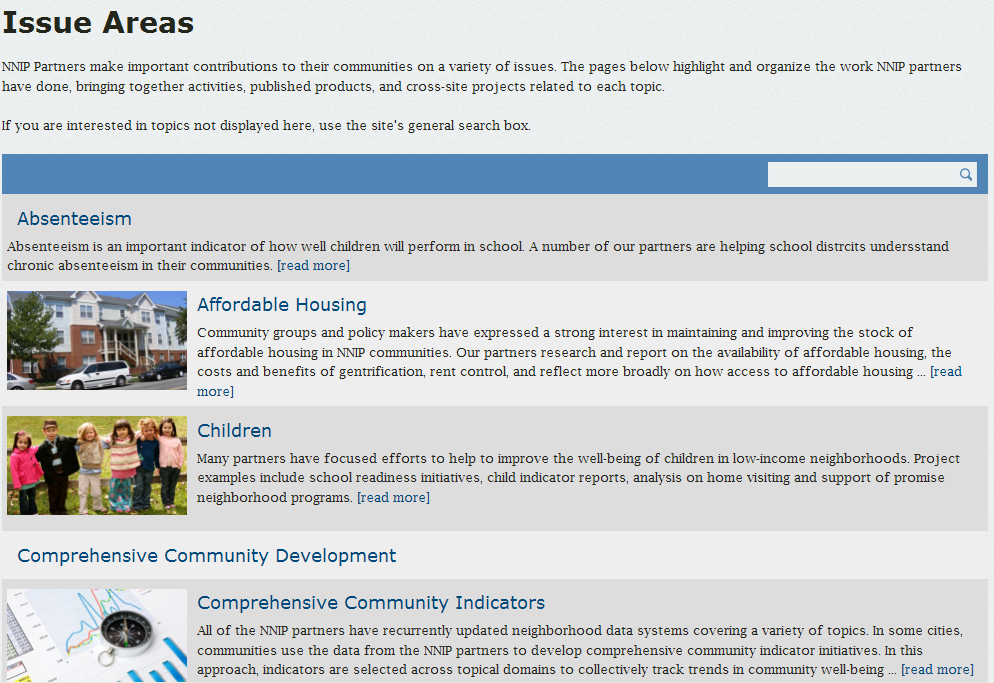 Issue Areas
NNIP Partners make important contributions to their communities on a variety of issues. The pages below highlight and organize the work NNIP partners
have done, bringing together activities, published products, and cross-site projects related to each topic.
If you are interested in topics not displayed here, use the site's general search box.
Absenteeism
Absenteeism is an important indicator of how well children will perform in school. A number of our partners are helping school distrcits undersstand
chronic absenteeism in their communities. [read more]
Affordable Housing
Community groups and policy makers have expressed a strong interest in maintaining and improving the stock of
affordable housing in NNIP communities. Our partners research and report on the availability of affordable housing, the
costs and benefits of gentrification, rent control, and reflect more broadly on how access to affordable housing ... [read
more]
Children
Many partners have focused efforts to help to improve the well-being of children in low-income neighborhoods. Project
examples include school readiness initiatives, child indicator reports, analysis on home visiting and support of promise
neighborhood programs. [read more]
Comprehensive Community Development
Comprehensive Community Indicators
All of the NNIP partners have recurrently updated neighborhood data systems covering a variety of topics. In some cities,
communities use the data from the NNIP partners to develop comprehensive community indicator initiatives. In this
approach, indicators are selected across topical domains to collectively track trends in community well-being ... [read more]